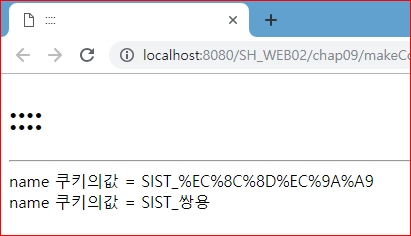 ::::
localhost:8080/SH_WEB02/chap09/makeCo
::::
name 쿠키의값 = SIST_%EC%8C%8D%EC%9A%A9
name 쿠키의값 = SIST_쌍용